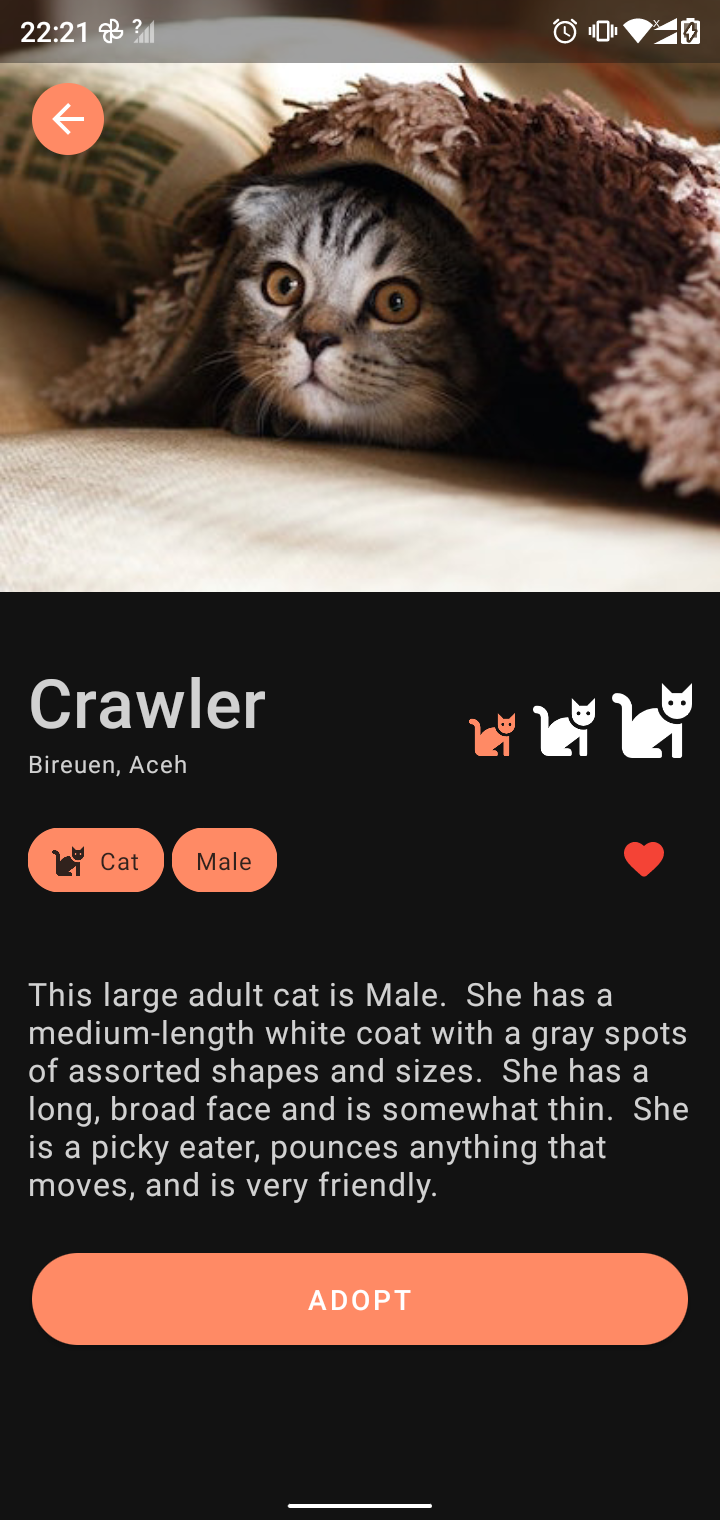 22:21
Crawler
Bireuen, Aceh
Cat
Male
This large adult cat is Male.  She has a
medium-length white coat with a gray spots
of assorted shapes and sizes.  She has a
long, broad face and is somewhat thin.  She
is a picky eater, pounces anything that
moves, and is very friendly.
ADOPT